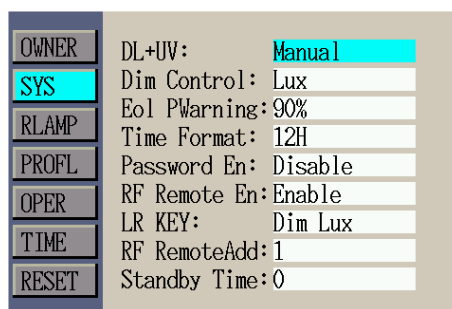 OWNER
SYS
RLAMP
PROFL
OPER
TIME
RESET
DL+UV: Manual
Dim Control: Lux
Eol PWarning: 90%
Time Format: 12H
Password En: Disable
RF Remote En: Enable
LR KEY: Dim Lux
RF RemoteAdd: 1
Standby Time: 0